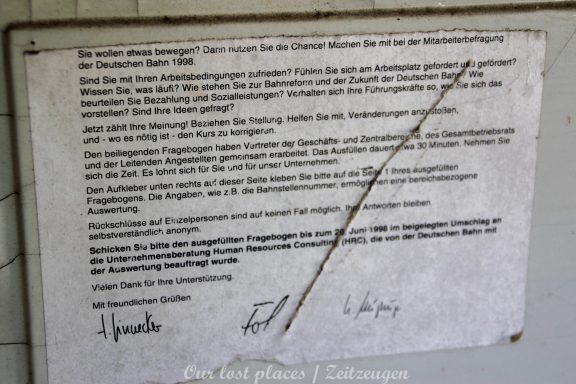 Sie wollen etwas bewegen? Dann nutzen Sie die Chance! Machen Sie mit bei der Mitarbeiterbefragung
der Deutschen Bahn 1998.
Sind Sie mit Ihren Arbeitsbedingungen zufrieden? Fühlen Sie sich am Arbeitsplatz gefordert und gefördert?
Wissen Sie, was läuft? Wie stehen Sie zur Bahnreform und der Zukunft der Deutschen Bahn? Wie
beurteilen Sie Bezahlung und Sozialleistungen? Verhalten sich Ihre Führungskräfte so, wie Sie sich das
vorstellen? Sind Ihre Ideen gefragt?
Jetzt zählt Ihre Meinung! Beziehen Sie Stellung. Helfen Sie mit, Veränderungen anzustoßen,
und - wo es nötig ist - den Kurs zu korrigieren.
Den beiliegenden Fragebogen haben Vertreter der Geschäfts- und Zentralbereiche, des Gesamtbetriebsrats
und der Leitenden Angestellten gemeinsam erarbeitet. Das Ausfüllen dauert etwa 30 Minuten. Nehmen Sie
sich die Zeit. Es lohnt sich für Sie und für unser Unternehmen.
Den Aufkleber unten rechts auf dieser Seite kleben Sie bitte auf die Seite 1 Ihres ausgefüllten
Fragebogens. Die Angaben, wie z.B. die Bahnstellennummer, ermöglichen eine bereichsbezogene
Auswertung.
Rückschlüsse auf Einzelpersonen sind auf keinen Fall möglich. Ihre Antworten bleiben
selbstverständlich anonym.
Schicken Sie bitte den ausgefüllten Fragebogen bis zum 20. Juni 1998 im beigelegten Umschlag an
die Unternehmensberatung Human Resources Consulting (HRC), die von der Deutschen Bahn mit
der Auswertung beauftragt wurde.
Vielen Dank für Ihre Unterstützung.
Mit freundlichen Grüßen
Our lost places | Zeitzeugen